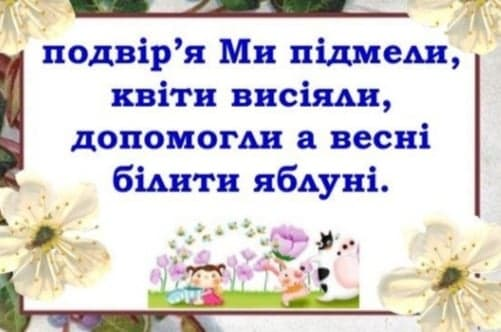 подвір’я Ми підмели,
квіти висіяли,
допомогли а весні
білити яблуні.